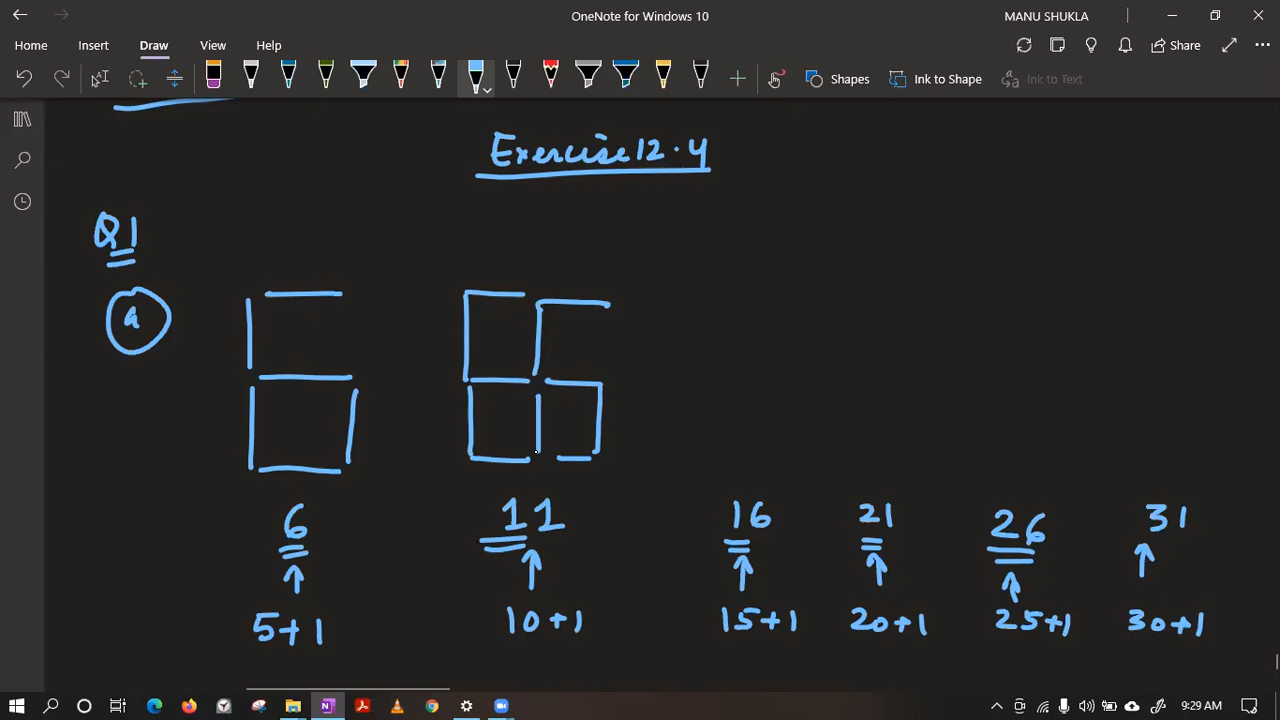 OneNote for Windows 10
MANU SHUKLA
Home Insert Draw View Help
Share
Shapes Ink to Shape Ink to Text
Exercise 12.4
Q1
a
6 11 16 21 26 31
5+1 10+1 15+1 20+1 25+1 30+1
9:29 AM